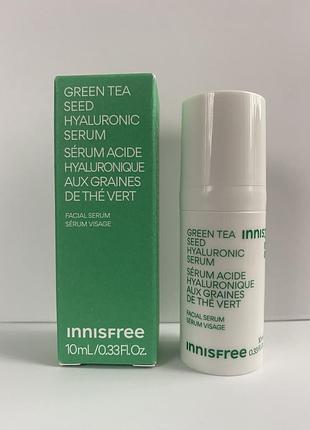 GREEN TEA
SEED
HYALURONIC
SERUM
SÉRUM ACIDE
HYALURONIQUE
AUX GRAINES
DE THÉ VERT
FACIAL SERUM
SÉRUM VISAGE
innisfree
10mL/0.33Fl.Oz.
GREEN TEA
SEED
HYALURONIC
SERUM
SÉRUM ACIDE
HYALURONIQUE
AUX GRAINES
DE THÉ VERT
FACIAL SERUM
SÉRUM VISAGE
innisfree